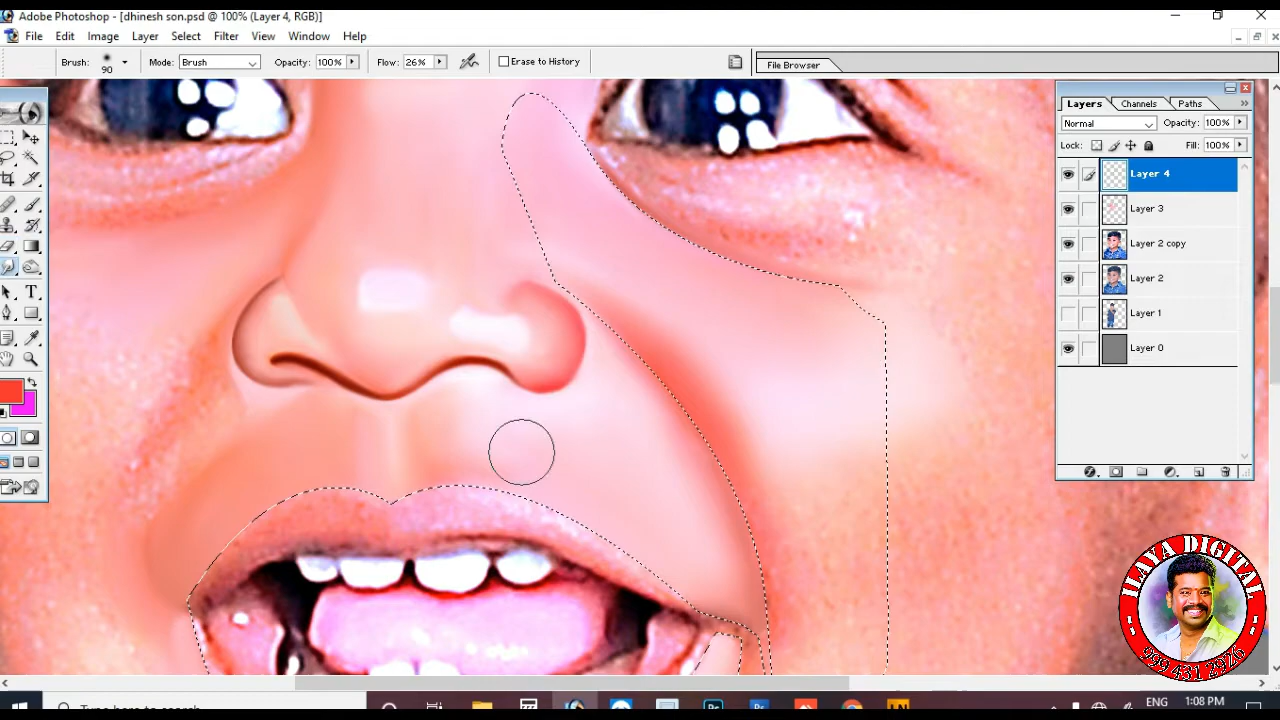 Adobe Photoshop - [dhinesh son.psd @ 100% (Layer 4, RGB)]
File Edit Image Layer Select Filter View Window Help
Brush: 90 Mode: Brush Opacity: 100% Flow: 26% Erase to History
File Browser
Layers Channels Paths
Normal Opacity: 100%
Lock: Fill: 100%
Layer 4
Layer 3
Layer 2 copy
Layer 2
Layer 1
Layer 0
ILAYA DIGITAL
999 431 2926
ENG 1:08 PM